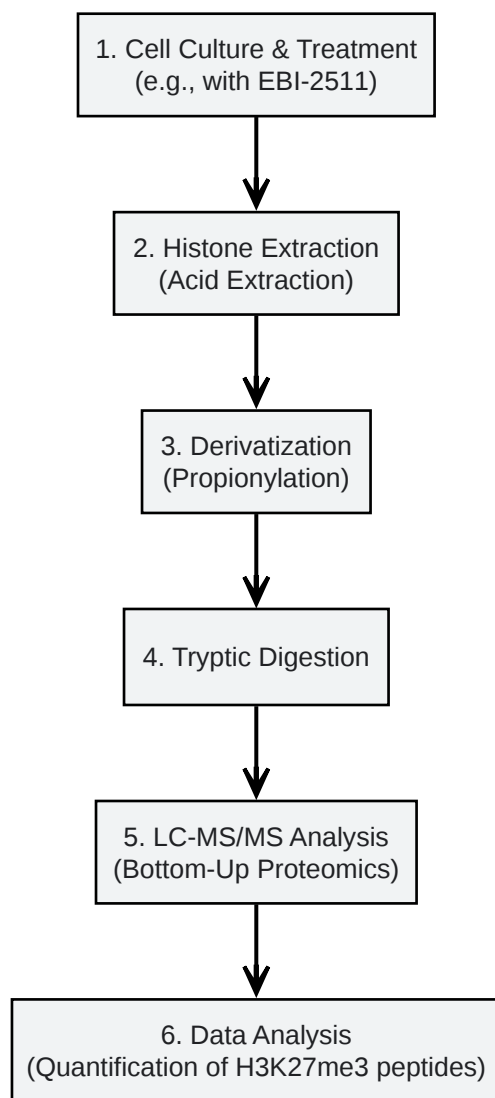 1. Cell Culture & Treatment
(e.g., with EBI-2511)
2. Histone Extraction
(Acid Extraction)
3. Derivatization
(Propionylation)
4. Tryptic Digestion
5. LC-MS/MS Analysis
(Bottom-Up Proteomics)
6. Data Analysis
(Quantification of H3K27me3 peptides)